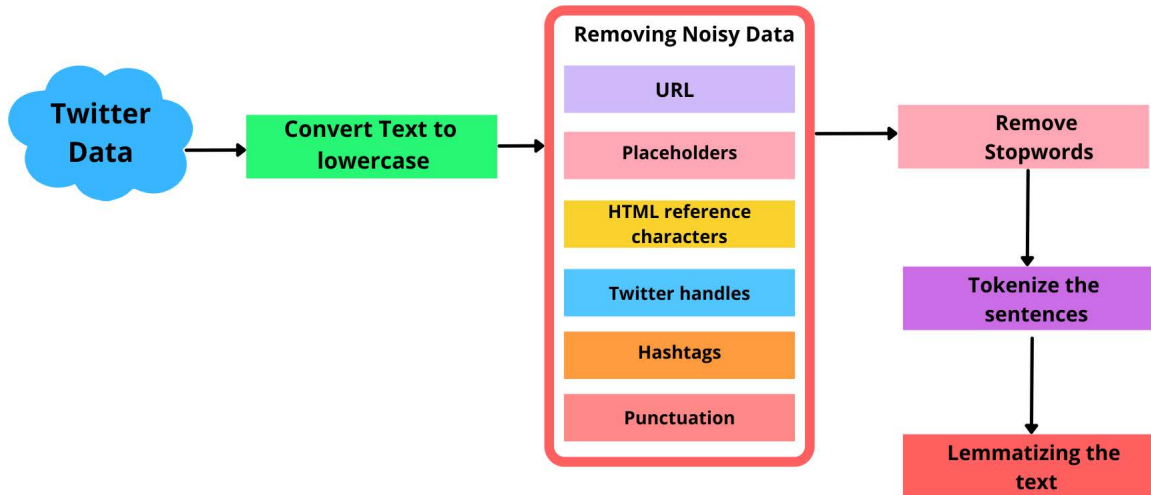 Twitter
Data
Convert Text to
lowercase
Removing Noisy Data
URL
Placeholders
HTML reference
characters
Twitter handles
Hashtags
Punctuation
Remove
Stopwords
Tokenize the
sentences
Lemmatizing the
text